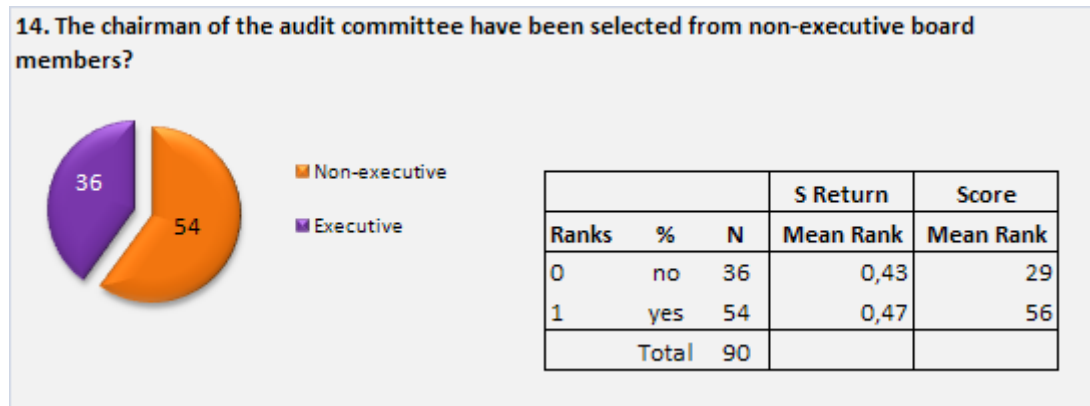 14. The chairman of the audit committee have been selected from non-executive board
members?
36
54
Non-executive
Executive
S Return Score
Ranks % N Mean Rank Mean Rank
0 no 36 0,43 29
1 yes 54 0,47 56
Total 90